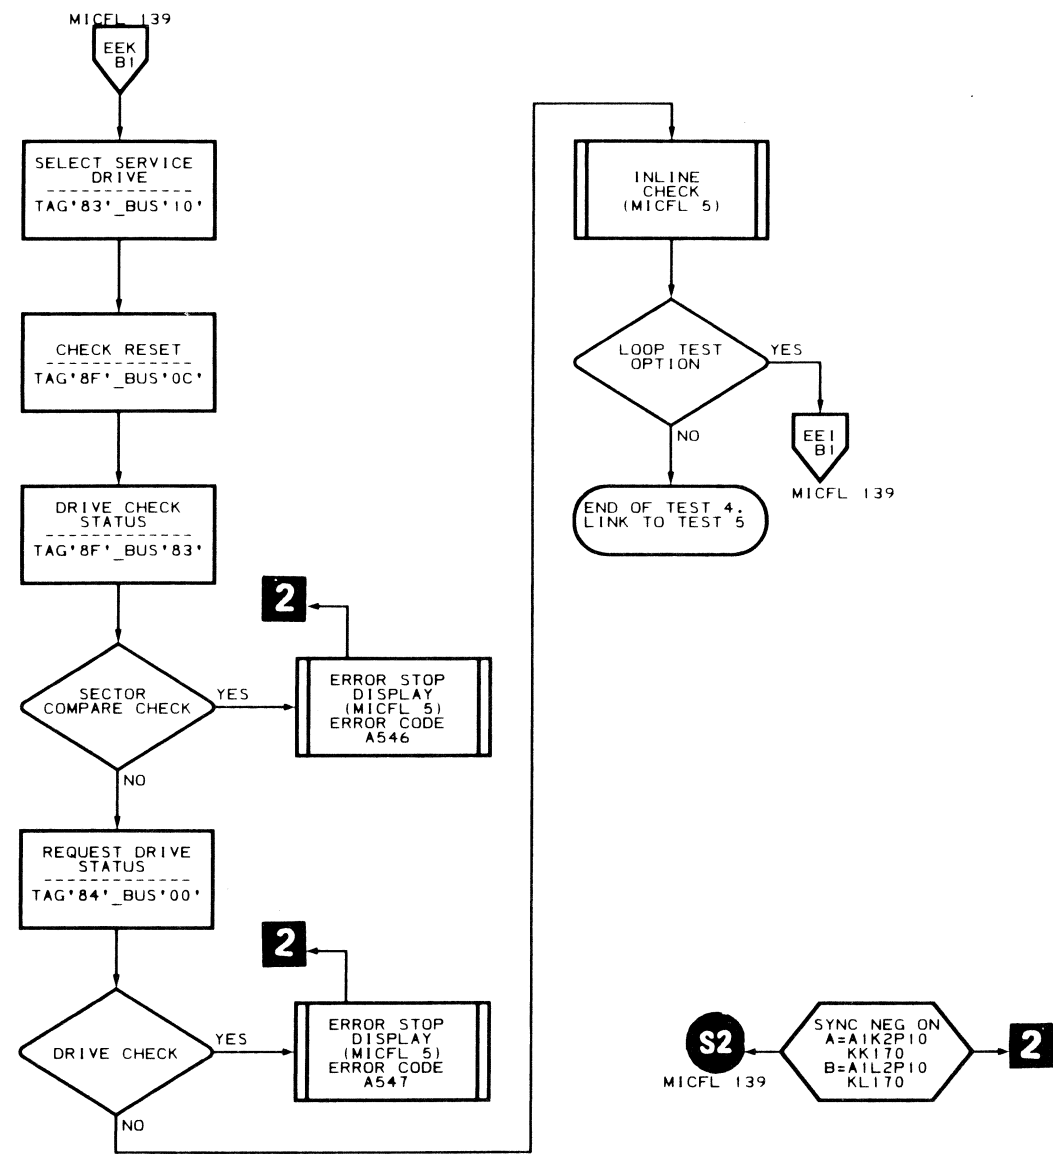 MICFL 139
EEK
B1
SELECT SERVICE
DRIVE
TAG'83'_BUS'10'
CHECK RESET
TAG'8F'_BUS'0C'
DRIVE CHECK
STATUS
TAG'8F'_BUS'83'
SECTOR
COMPARE CHECK
YES
NO
2
ERROR STOP
DISPLAY
(MICFL 5)
ERROR CODE
A546
REQUEST DRIVE
STATUS
TAG'84'_BUS'00'
DRIVE CHECK
YES
NO
2
ERROR STOP
DISPLAY
(MICFL 5)
ERROR CODE
A547
INLINE
CHECK
(MICFL 5)
LOOP TEST
OPTION
YES
NO
EEI
B1
MICFL 139
END OF TEST 4.
LINK TO TEST 5
S2
MICFL 139
SYNC NEG ON
A=A1K2P10
KK170
B=A1L2P10
KL170
2